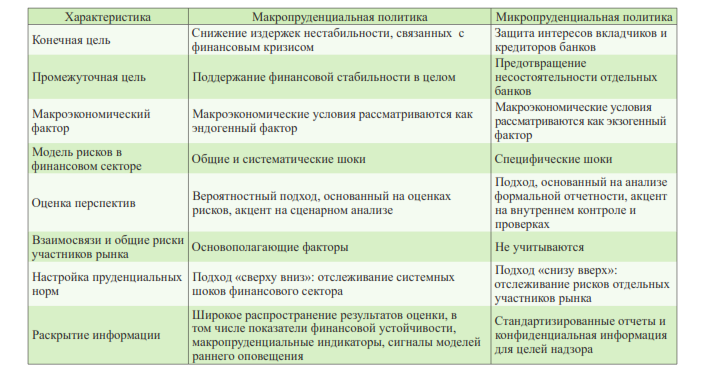 Характеристика
Макропруденциальная политика
Микропруденциальная политика
Конечная цель
Снижение издержек нестабильности, связанных с
финансовым кризисом
Защита интересов вкладчиков и
кредиторов банков
Промежуточная цель
Поддержание финансовой стабильности в целом
Предотвращение
несостоятельности отдельных
банков
Макроэкономический
фактор
Макроэкономические условия рассматриваются как
эндогенный фактор
Макроэкономические условия
рассматриваются как экзогенный
фактор
Модель рисков в
финансовом секторе
Общие и систематические шоки
Специфические шоки
Оценка перспектив
Вероятностный подход, основанный на оценках
рисков, акцент на сценарном анализе
Подход, основанный на анализе
формальной отчетности, акцент
на внутреннем контроле и
проверках
Взаимосвязи и общие риски
участников рынка
Основополагающие факторы
Не учитываются
Настройка пруденциальных
норм
Подход «сверху вниз»: отслеживание системных
шоков финансового сектора
Подход «снизу вверх»:
отслеживание рисков отдельных
участников рынка
Раскрытие информации
Широкое распространение результатов оценки, в
том числе показатели финансовой устойчивости,
макропруденциальные индикаторы, сигналы моделей
раннего оповещения
Стандартизированные отчеты и
конфиденциальная информация
для целей надзора